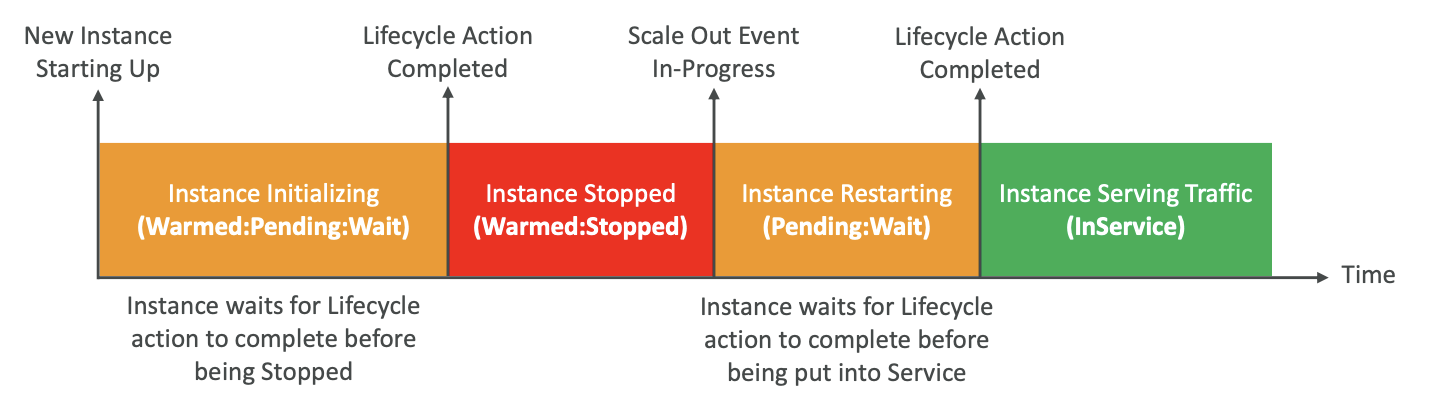 New Instance
Starting Up
Lifecycle Action
Completed
Scale Out Event
In-Progress
Lifecycle Action
Completed
Instance Initializing
(Warmed:Pending:Wait)
Instance Stopped
(Warmed:Stopped)
Instance Restarting
(Pending:Wait)
Instance Serving Traffic
(InService)
Time
Instance waits for Lifecycle
action to complete before
being Stopped
Instance waits for Lifecycle
action to complete before
being put into Service